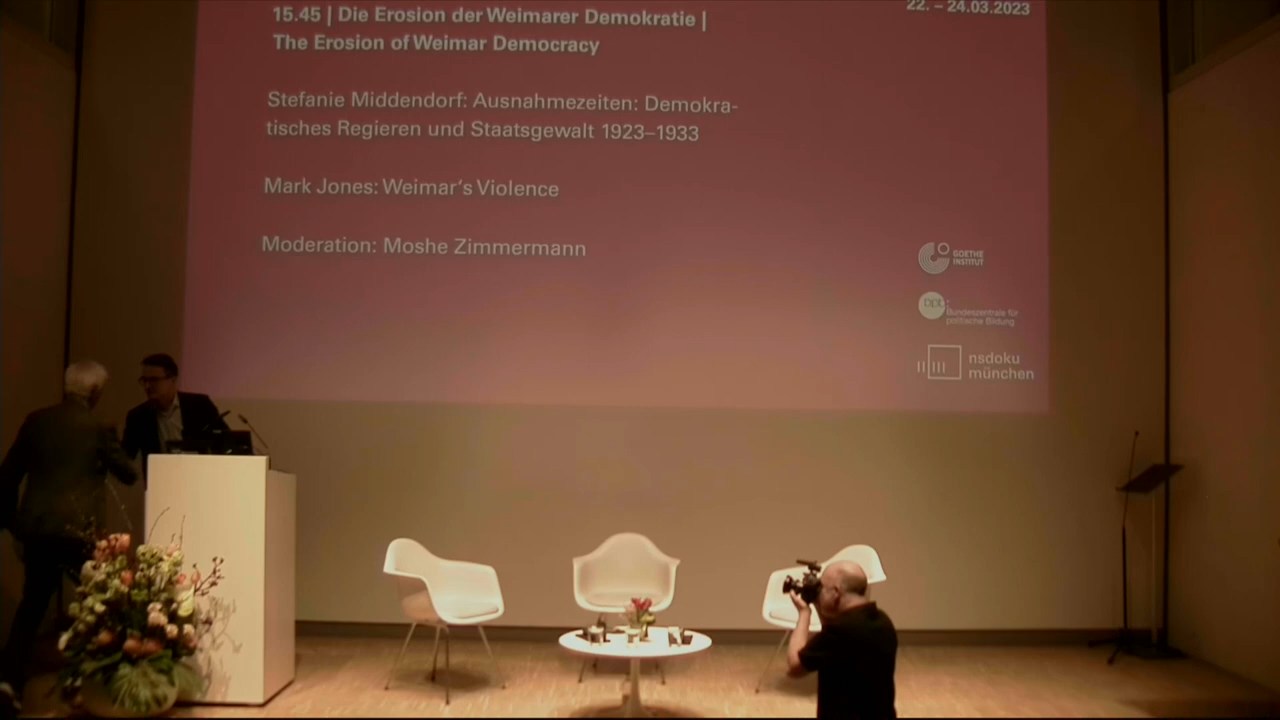 15.45 | Die Erosion der Weimarer Demokratie |
The Erosion of Weimar Democracy
22. – 24.03.2023
Stefanie Middendorf: Ausnahmezeiten: Demokra-
tisches Regieren und Staatsgewalt 1923–1933
Mark Jones: Weimar's Violence
Moderation: Moshe Zimmermann
GOETHE
INSTITUT
bpb:
Bundeszentrale für
politische Bildung
nsdoku
münchen